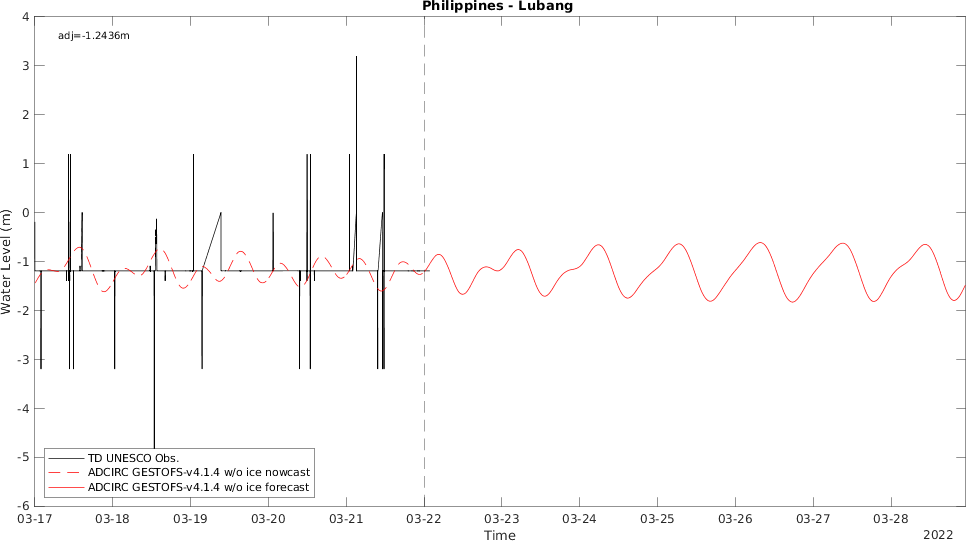 Philippines - Lubang
adj=-1.2436m
4
3
2
1
0
-1
-2
-3
-4
-5
-6
Water Level (m)
TD UNESCO Obs.
ADCIRC GESTOFS-v4.1.4 w/o ice nowcast
ADCIRC GESTOFS-v4.1.4 w/o ice forecast
03-17 03-18 03-19 03-20 03-21 03-22 03-23 03-24 03-25 03-26 03-27 03-28
Time
2022